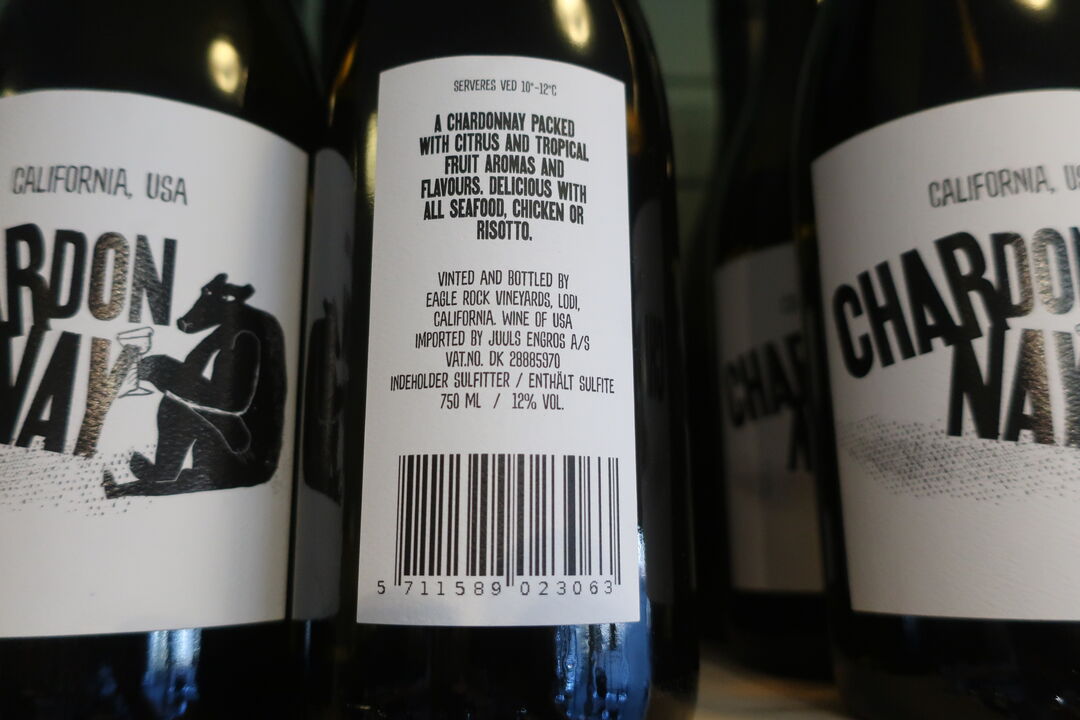 CALIFORNIA, USA
RDON
NAY
SERVERES VED 10°-12°C
A CHARDONNAY PACKED
WITH CITRUS AND TROPICAL
FRUIT AROMAS AND
FLAVOURS. DELICIOUS WITH
ALL SEAFOOD, CHICKEN OR
RISOTTO.
VINTED AND BOTTLED BY
EAGLE ROCK VINEYARDS, LODI,
CALIFORNIA. WINE OF USA
IMPORTED BY JUULS ENGROS A/S
VAT.NO. DK 28885970
INDEHOLDER SULFITTER / ENTHÄLT SULFITE
750 ML / 12% VOL.
5 711589 023063
CHAR
N
CALIFORNIA, US
CHARDON
NAY